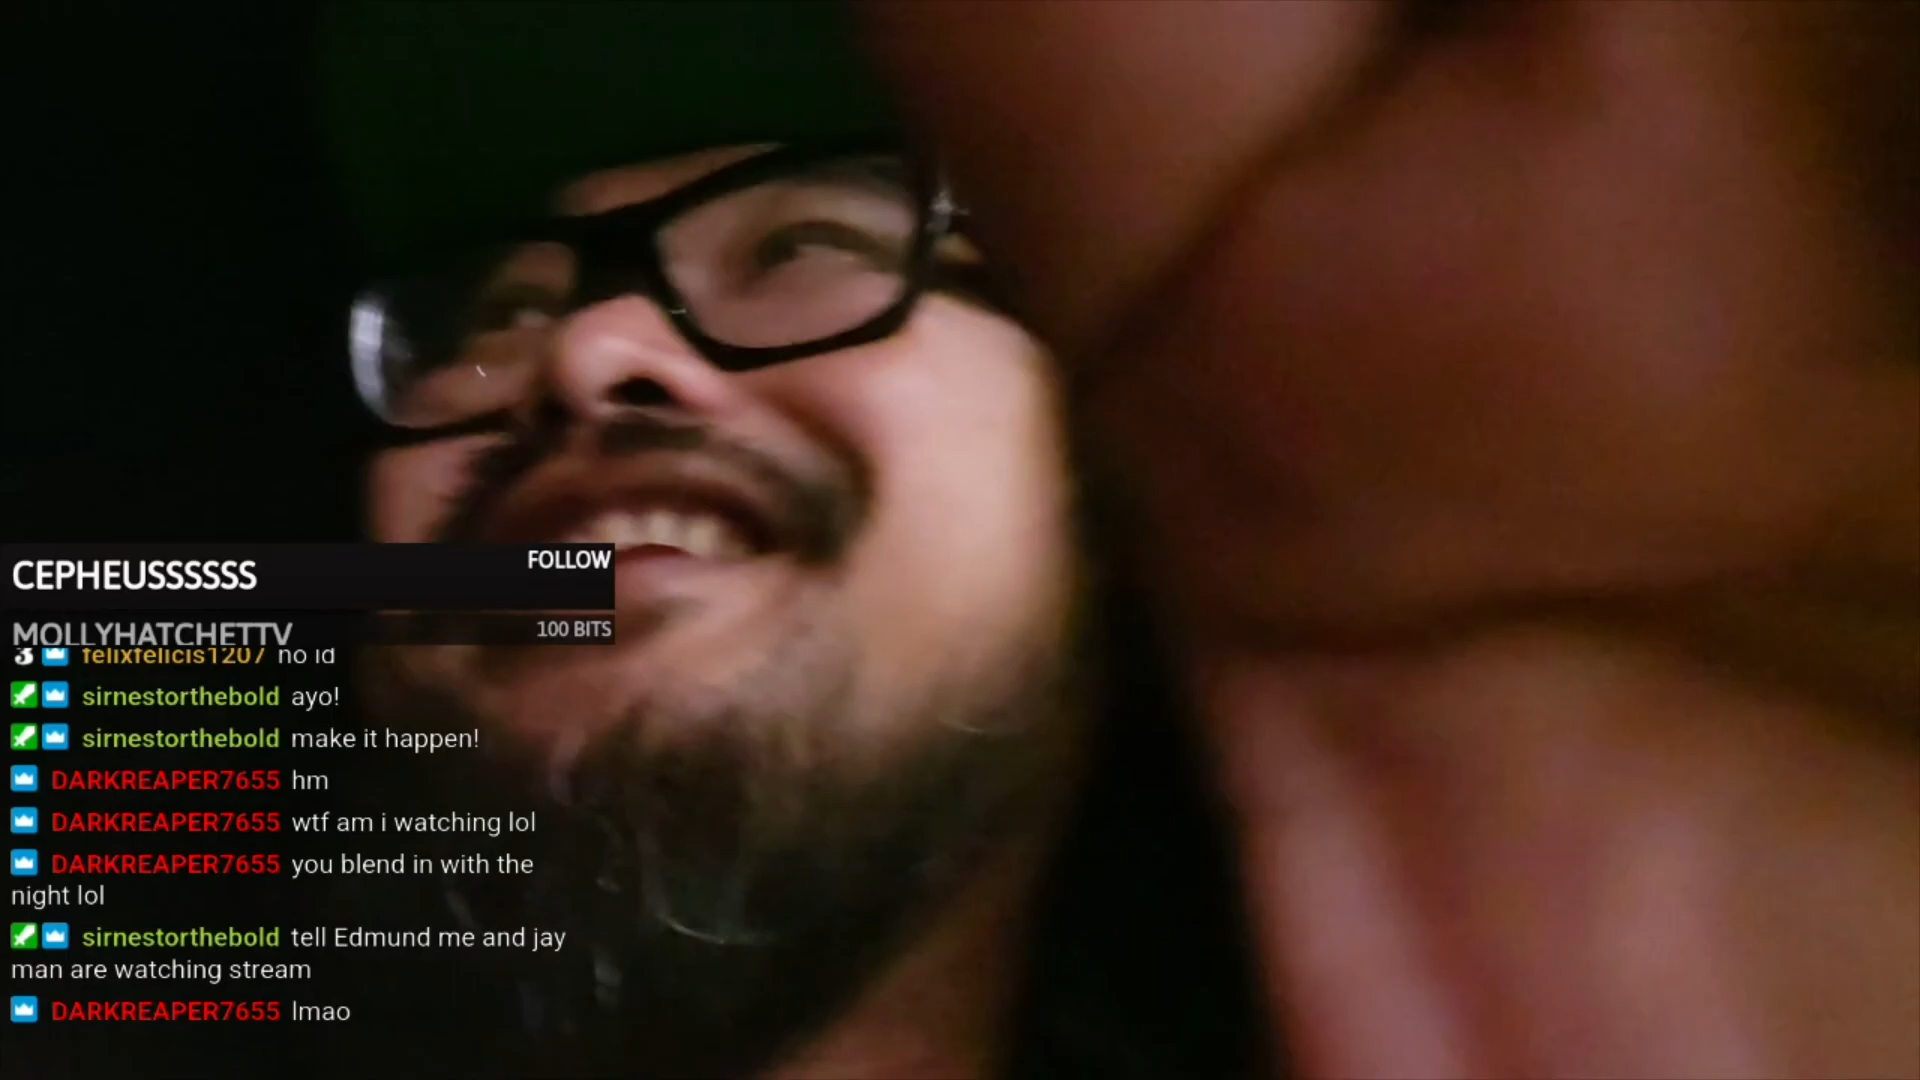 CEPHEUSSSSSS FOLLOW
MOLLYHATCHETTV 100 BITS
3 felixfelicis1207 no id
sirnestorthebold ayo!
sirnestorthebold make it happen!
DARKREAPER7655 hm
DARKREAPER7655 wtf am i watching lol
DARKREAPER7655 you blend in with the
night lol
sirnestorthebold tell Edmund me and jay
man are watching stream
DARKREAPER7655 lmao